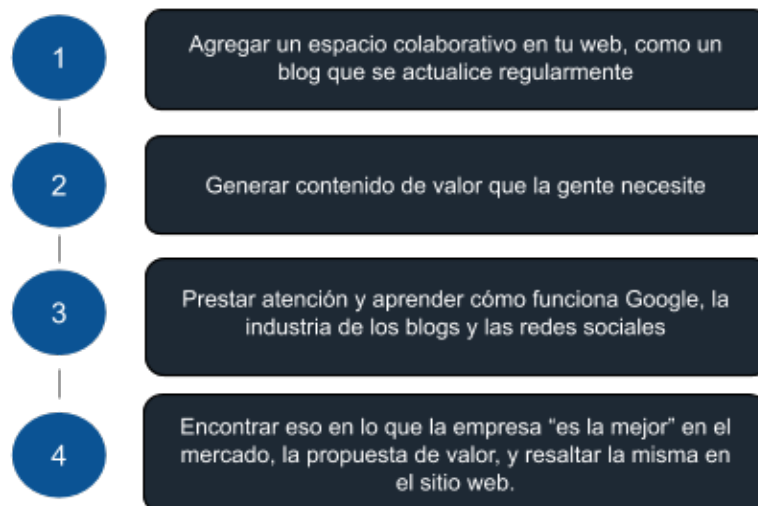 1
Agregar un espacio colaborativo en tu web, como un
blog que se actualice regularmente
2
Generar contenido de valor que la gente necesite
3
Prestar atención y aprender cómo funciona Google, la
industria de los blogs y las redes sociales
4
Encontrar eso en lo que la empresa “es la mejor” en el
mercado, la propuesta de valor, y resaltar la misma en
el sitio web.